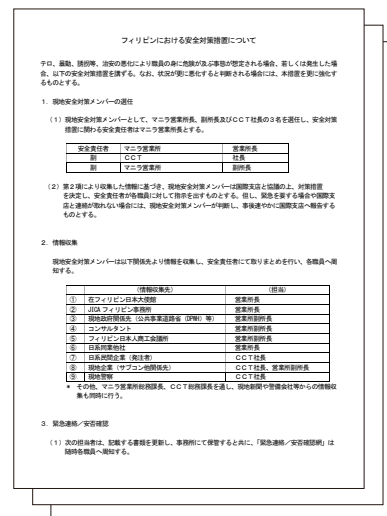 フィリピンにおける安全対策措置について
テロ、暴動、誘拐等、治安の悪化により職員の身に危険が及ぶ事態が想定される場合、若しくは発生した場
合、以下の安全対策措置を講ずる。なお、状況が更に悪化すると判断される場合には、本措置を更に強化す
るものとする。
1．現地安全対策メンバーの選任
（1）現地安全対策メンバーとして、マニラ営業所長、副所長及びＣＣＴ社長の３名を選任し、安全対策
措置に関わる安全責任者はマニラ営業所長とする。
安全責任者 マニラ営業所 営業所長
副 ＣＣＴ 社長
副 マニラ営業所 副所長
（2）第２項により収集した情報に基づき、現地安全対策メンバーは国際支店と協議の上、対策措置
を決定し、安全責任者が各職員に対して指示を出すものとする。但し、緊急を要する場合や国際支
店と連絡が取れない場合には、現地安全対策メンバーが判断し、事後速やかに国際支店へ報告する
ものとする。
2．情報収集
現地安全対策メンバーは以下関係先より情報を収集し、安全責任者にて取りまとめを行い、各職員へ周
知する。
（情報収集先） （担当）
① 在フィリピン日本大使館 営業所長
② JICA フィリピン事務所 営業所長
③ 現地政府関係先（公共事業道路省（DPWH）等） 営業所副所長
④ コンサルタント 営業所副所長
⑤ フィリピン日本人商工会議所 営業所副所長
⑥ 日系同業他社 営業所長
⑦ 日系民間企業（発注者） ＣＣＴ社長
⑧ 現地企業（サブコン他関係先） ＣＣＴ社長、営業所副所長
⑨ 現地警察 ＣＣＴ社長
* その他、マニラ営業所総務課長、ＣＣＴ総務課長を通し、現地新聞や警備会社等からの情報収
集も同時に行う。
3．緊急連絡／安否確認
（1）次の担当者は、記載する書類を更新し、事務所にて保管すると共に、「緊急連絡／安否確認網」は
随時各職員へ周知する。